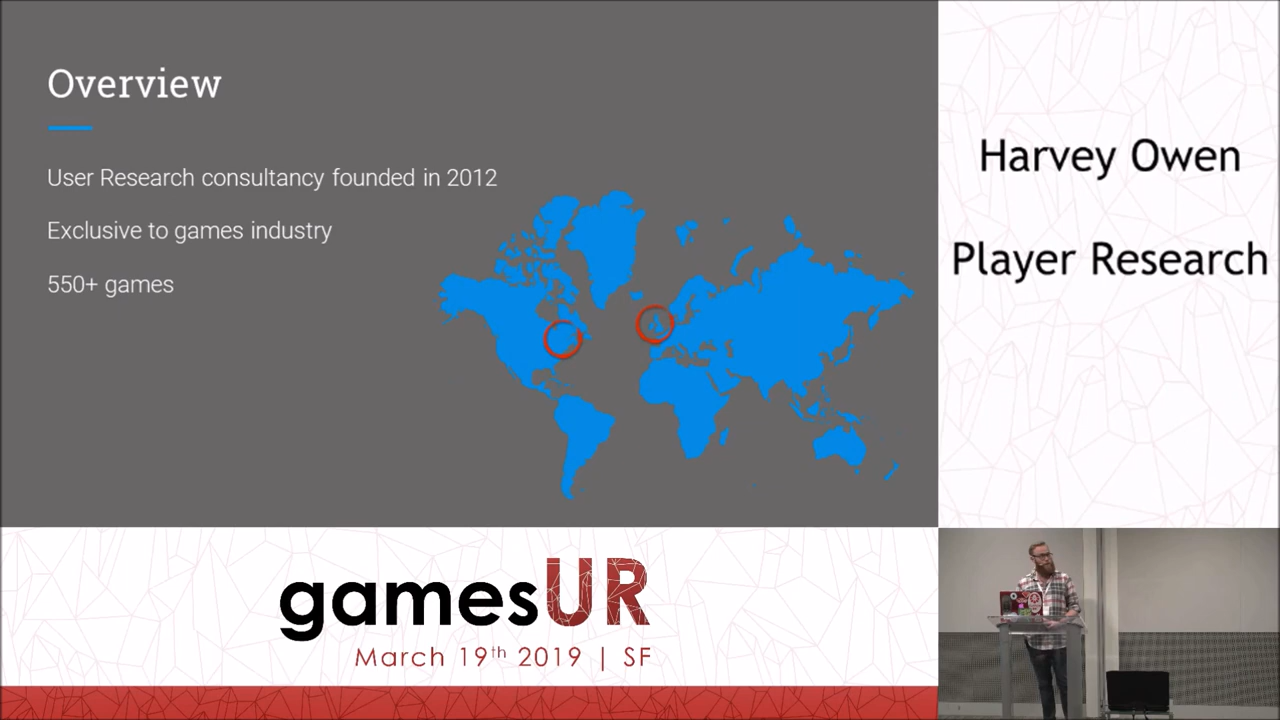 Overview
User Research consultancy founded in 2012
Exclusive to games industry
550+ games
Harvey Owen
Player Research
gamesUR
March 19th 2019 | SF